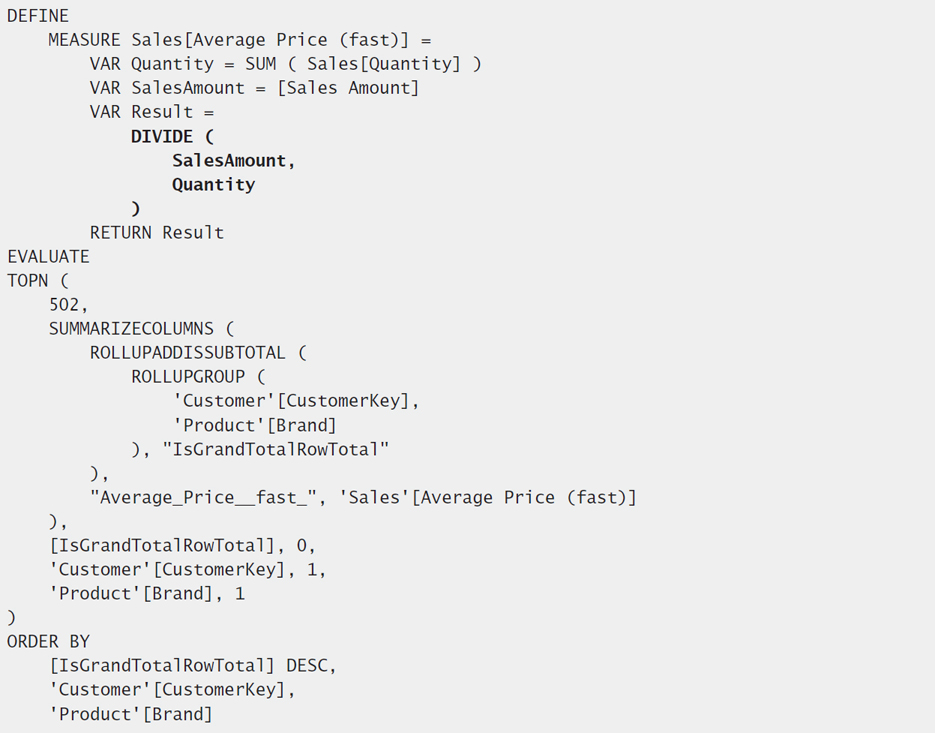 DEFINE
    MEASURE Sales[Average Price (fast)] =
        VAR Quantity = SUM ( Sales[Quantity] )
        VAR SalesAmount = [Sales Amount]
        VAR Result =
            DIVIDE (
                SalesAmount,
                Quantity
            )
        RETURN Result
EVALUATE
TOPN (
    502,
    SUMMARIZECOLUMNS (
        ROLLUPADDISSUBTOTAL (
            ROLLUPGROUP (
                'Customer'[CustomerKey],
                'Product'[Brand]
            ), "IsGrandTotalRowTotal"
        ),
        "Average_Price__fast_", 'Sales'[Average Price (fast)]
    ),
    [IsGrandTotalRowTotal], 0,
    'Customer'[CustomerKey], 1,
    'Product'[Brand], 1
)
ORDER BY
    [IsGrandTotalRowTotal] DESC,
    'Customer'[CustomerKey],
    'Product'[Brand]